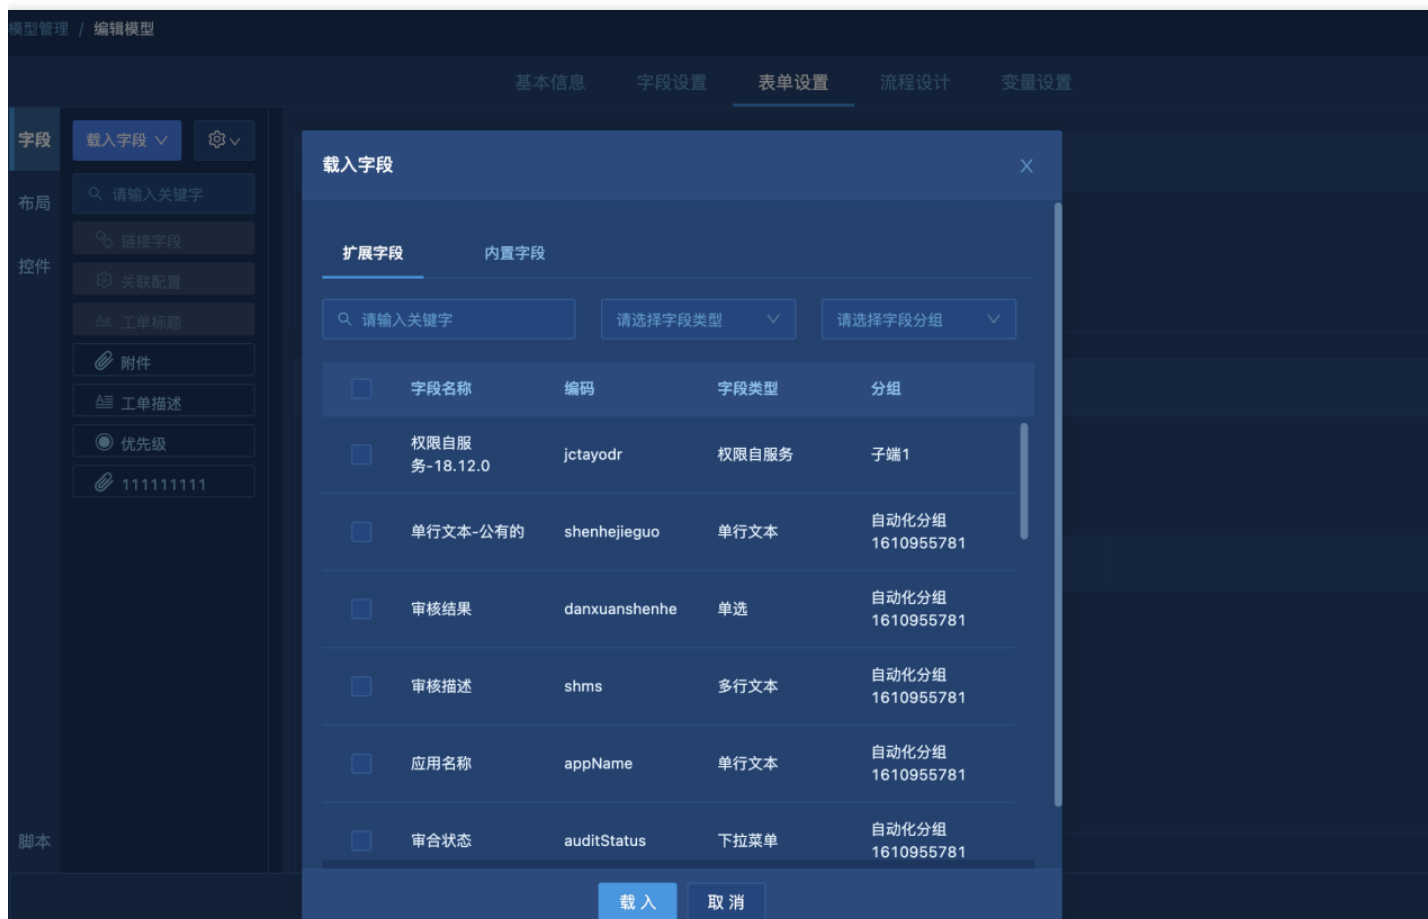 模型管理 / 编辑模型
基本信息 字段设置 表单设置 流程设计 变量设置
字段
布局
控件
脚本
载入字段
请输入关键字
链接字段
关联配置
工单标题
附件
工单描述
优先级
111111111
载入字段
扩展字段 内置字段
请输入关键字 请选择字段类型 请选择字段分组
字段名称 编码 字段类型 分组
权限自服
务-18.12.0 jctayodr 权限自服务 子端1
单行文本-公有的 shenhejieguo 单行文本 自动化分组
1610955781
审核结果 danxuanshenhe 单选 自动化分组
1610955781
审核描述 shms 多行文本 自动化分组
1610955781
应用名称 appName 单行文本 自动化分组
1610955781
审合状态 auditStatus 下拉菜单 自动化分组
1610955781
载 入 取 消